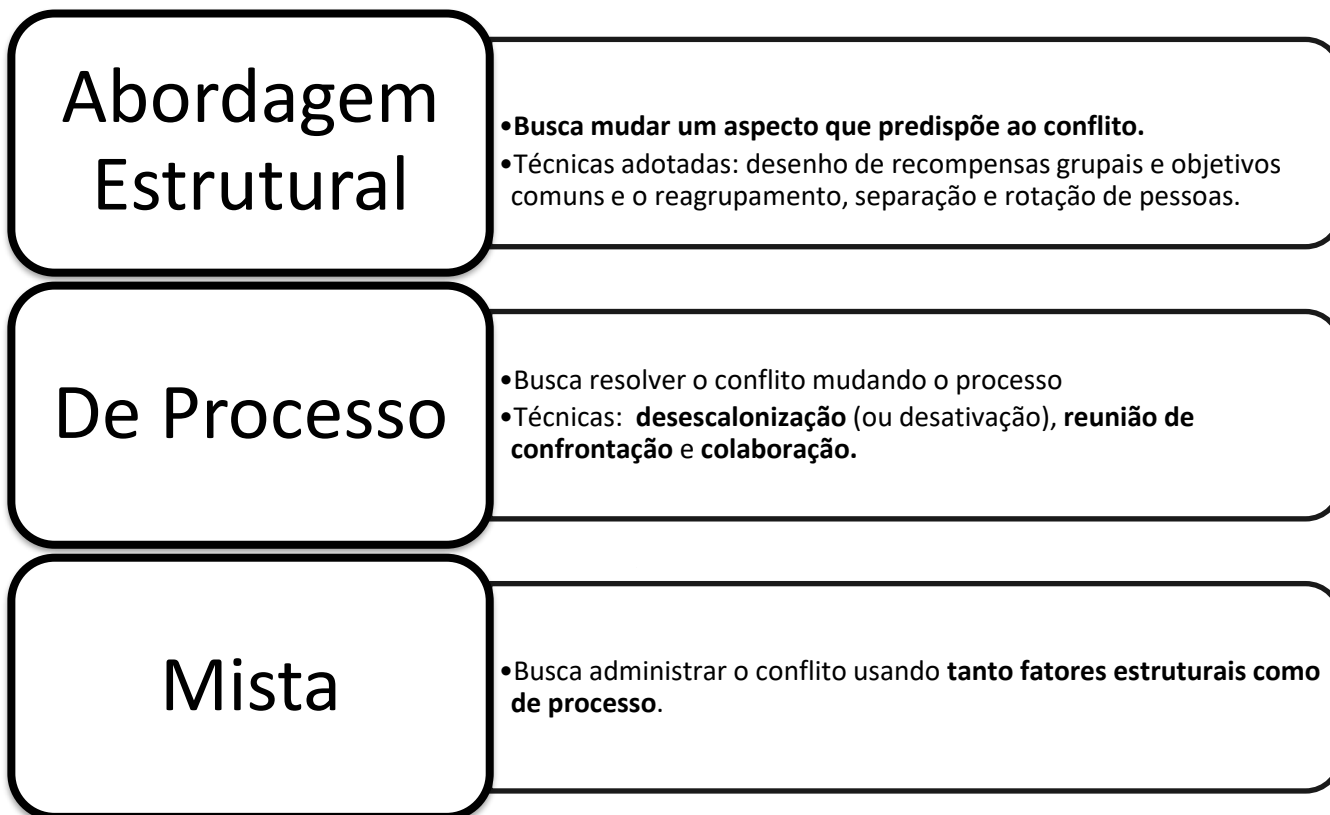 Abordagem
Estrutural
•Busca mudar um aspecto que predispõe ao conflito.
•Técnicas adotadas: desenho de recompensas grupais e objetivos
comuns e o reagrupamento, separação e rotação de pessoas.
De Processo
•Busca resolver o conflito mudando o processo
•Técnicas: desescalonização (ou desativação), reunião de
confrontação e colaboração.
Mista
•Busca administrar o conflito usando tanto fatores estruturais como
de processo.